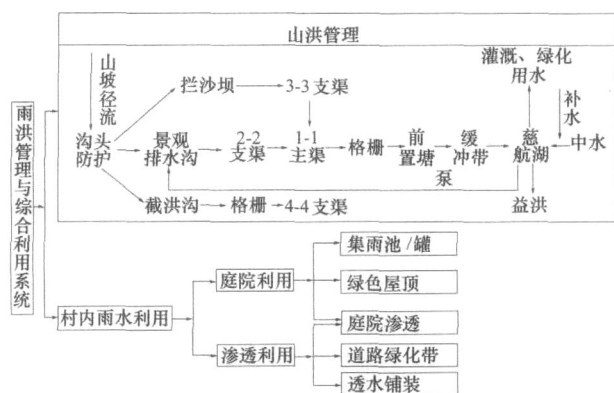 山洪管理
山坡径流
灌溉、绿化
用水
拦沙坝
3-3支渠
补水
沟头
防护
景观
排水沟
2-2
支渠
1-1
主渠
格栅
前
置塘
缓
冲带
慈
航湖
中水
泵
截洪沟
格栅
4-4支渠
益洪
雨洪管理与综合利用系统
集雨池/罐
庭院利用
绿色屋顶
村内雨水利用
庭院渗透
渗透利用
道路绿化带
透水铺装